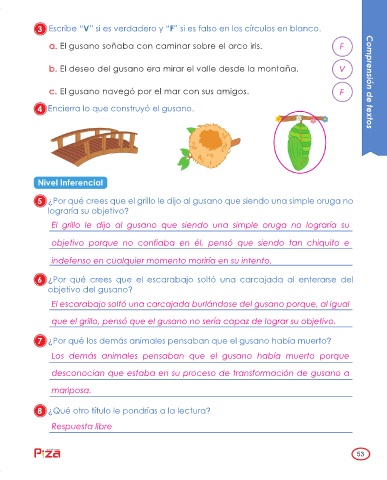 3 Escribe "V" si es verdadero y "F" si es falso en los círculos en blanco.
a. El gusano soñaba con caminar sobre el arco iris. F
b. El deseo del gusano era mirar el valle desde la montaña. V
c. El gusano navegó por el mar con sus amigos. F
Comprensión de textos
4 Encierra lo que construyó el gusano.
Nivel Inferencial
5 ¿Por qué crees que el grillo le dijo al gusano que siendo una simple oruga no
lograría su objetivo?
El grillo le dijo al gusano que siendo una simple oruga no lograría su
objetivo porque no confiaba en él, pensó que siendo tan chiquito e
indefenso en cualquier momento moriría en su intento.
6 ¿Por qué crees que el escarabajo soltó una carcajada al enterarse del
objetivo del gusano?
El escarabajo soltó una carcajada burlándose del gusano porque, al igual
que el grillo, pensó que el gusano no sería capaz de lograr su objetivo.
7 ¿Por qué los demás animales pensaban que el gusano había muerto?
Los demás animales pensaban que el gusano había muerto porque
desconocían que estaba en su proceso de transformación de gusano a
mariposa.
8 ¿Qué otro título le pondrías a la lectura?
Respuesta libre
Piza
53